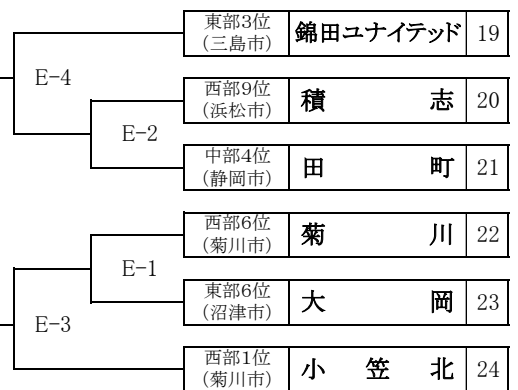 東部3位
(三島市)
錦田ユナイテッド 19
E-4
西部9位
(浜松市)
積志 20
E-2
中部4位
(静岡市)
田町 21
西部6位
(菊川市)
菊川 22
E-1
東部6位
(沼津市)
大岡 23
E-3
西部1位
(菊川市)
小笠北 24